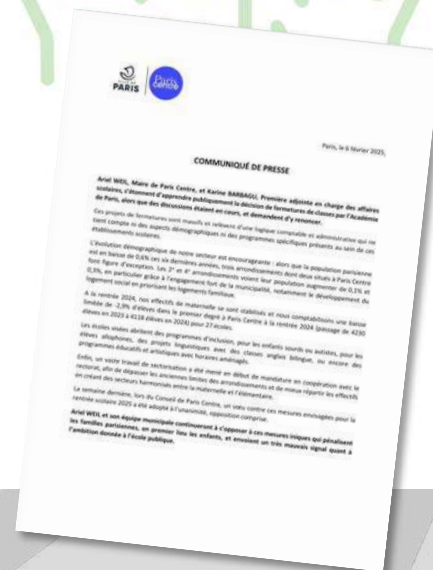 PARIS
Paris
centre
Paris, le 6 février 2025,
COMMUNIQUÉ DE PRESSE
Ariel WEIL, Maire de Paris Centre, et Karine BARBAGLI, Première adjointe en charge des affaires
scolaires, s'étonnent d'apprendre publiquement la décision de fermetures de classes par l'Académie
de Paris, alors que des discussions étaient en cours, et demandent d'y renoncer.
Ces projets de fermetures sont massifs et relèvent d'une logique comptable et administrative qui ne
tient compte ni des aspects démographiques ni des programmes spécifiques présents au sein de ces
établissements scolaires.
L'évolution démographique de notre secteur est encourageante : alors que la population parisienne
est en baisse de 0,6% ces six dernières années, trois arrondissements dont deux situés à Paris Centre
font figure d'exception. Les 2e et 4e arrondissements voient leur population augmenter de 0,1% et
0,3%, en particulier grâce à l'engagement fort de la municipalité, notamment le développement du
logement social en priorisant les logements familiaux.
A la rentrée 2024, nos effectifs de maternelle se sont stabilisés et nous comptabilisons une baisse
limitée de -2,9% d'élèves dans le premier degré à Paris Centre à la rentrée 2024 (passage de 4230
élèves en 2023 à 4118 élèves en 2024) pour 27 écoles.
Les écoles visées abritent des programmes d'inclusion, pour les enfants sourds ou autistes, pour les
élèves allophones, des projets linguistiques avec des classes anglais bilingue, ou encore des
programmes éducatifs et artistiques avec horaires aménagés.
Enfin, un vaste travail de sectorisation a été mené en début de mandature en coopération avec le
rectorat, afin de dépasser les anciennes limites des arrondissements et de mieux répartir les effectifs
en créant des secteurs harmonisés entre la maternelle et l'élémentaire.
La semaine dernière, lors du Conseil de Paris Centre, un vœu contre ces mesures envisagées pour la
rentrée scolaire 2025 a été adopté à l'unanimité, opposition comprise.
Ariel WEIL et son équipe municipale continueront à s'opposer à ces mesures iniques qui pénalisent
les familles parisiennes, en premier lieu les enfants, et envoient un très mauvais signal quant à
l'ambition donnée à l'école publique.